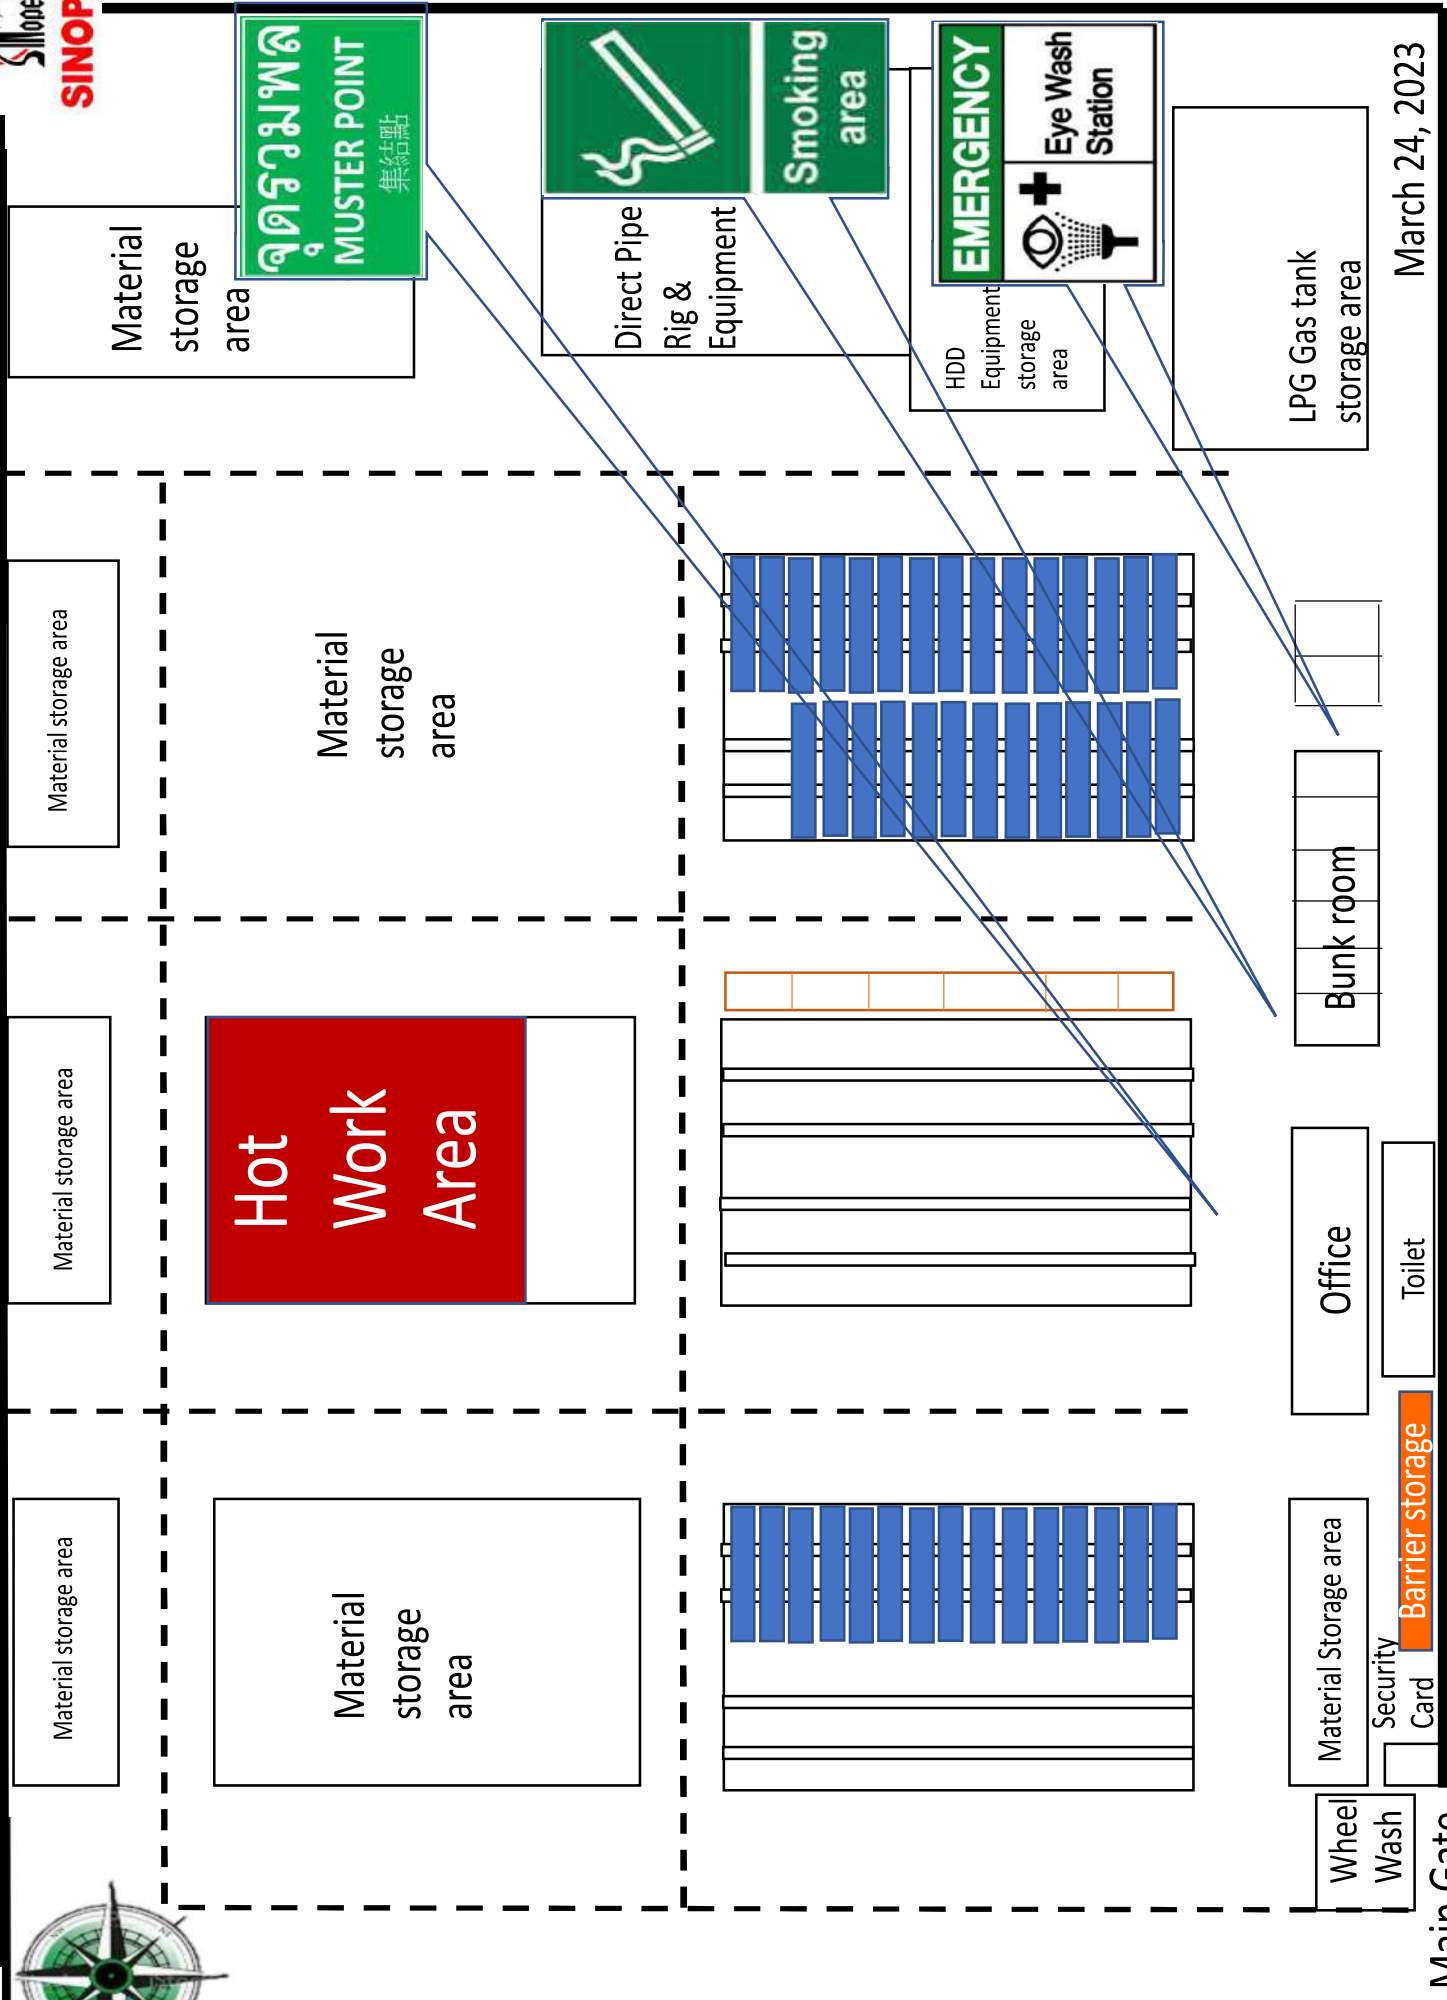 Sinope
SINOP
จุดรวมพล
MUSTER POINT
集結點
Smoking
area
EMERGENCY
Eye Wash
Station
March 24, 2023
Material
storage
area
Direct Pipe
Rig &
Equipment
HDD
Equipment
storage
area
LPG Gas tank
storage area
Material storage area
Material
storage
area
Bunk room
Material storage area
Hot
Work
Area
Office
Toilet
Material storage area
Material
storage
area
Material Storage area
Barrier storage
Security
Card
Wheel
Wash
Main Gate